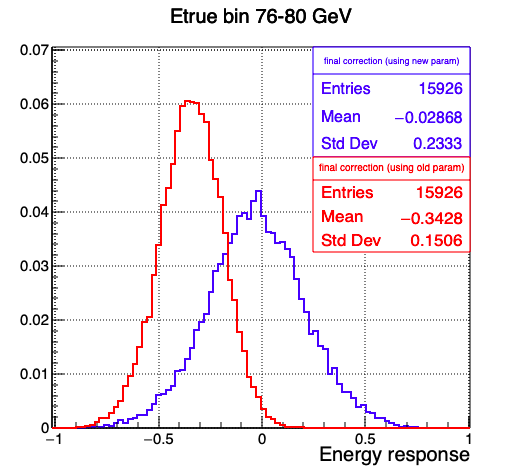 Etrue bin 76-80 GeV
0.07
0.06
0.05
0.04
0.03
0.02
0.01
0
final correction (using new param)
Entries 15926
Mean −0.02868
Std Dev 0.2333
final correction (using old param)
Entries 15926
Mean −0.3428
Std Dev 0.1506
−1 −0.5 0 0.5 1
Energy response